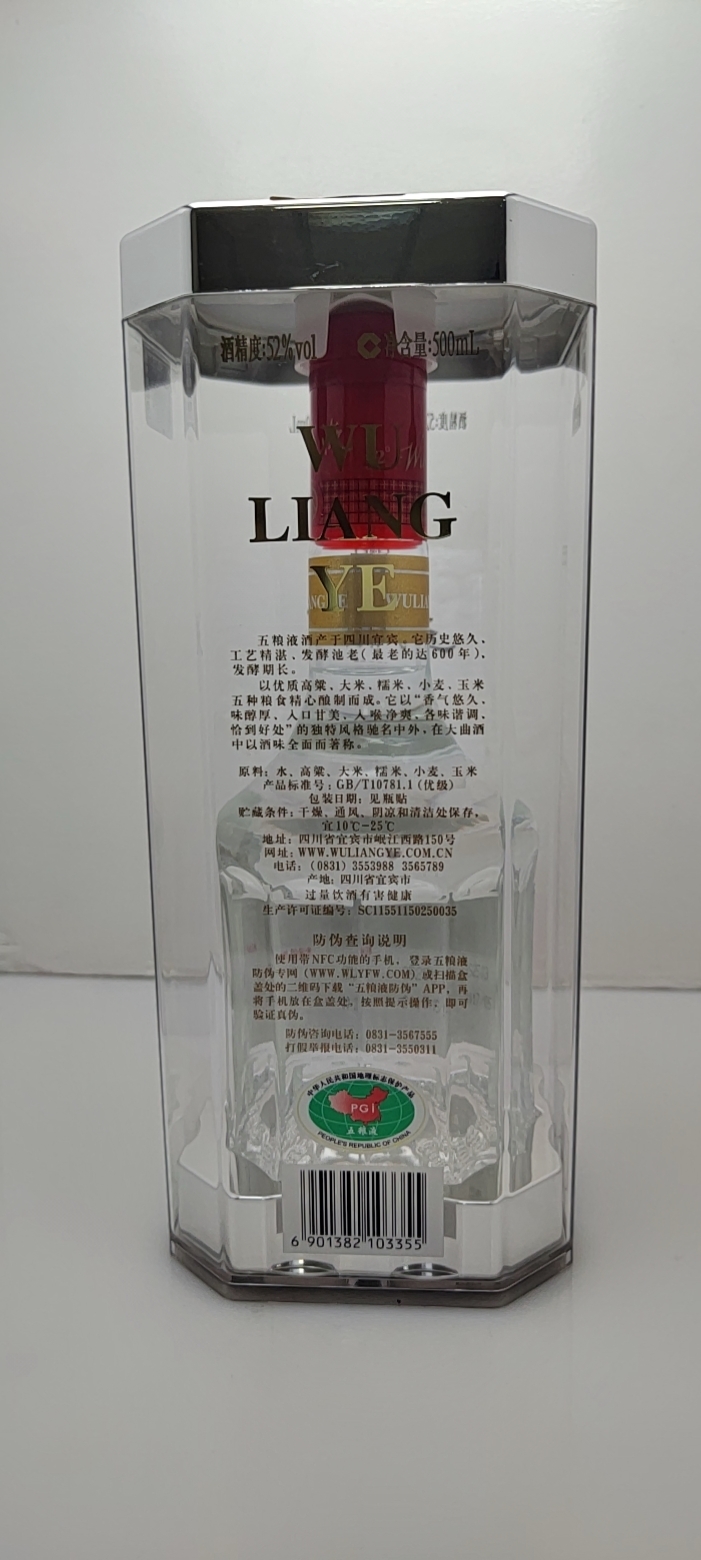 酒精度:52%vol 净含量:500mL
WU
LIANG
YE
五粮液酒产于四川宜宾。它历史悠久、
工艺精湛、发酵池老(最老的达600年)、
发酵期长。
以优质高粱、大米、糯米、小麦、玉米
五种粮食精心酿制而成。它以“香气悠久、
味醇厚、入口甘美、入喉净爽、各味谐调、
恰到好处”的独特风格驰名中外,在大曲酒
中以酒味全面而著称。
原料: 水、高粱、大米、糯米、小麦、玉米
产品标准号: GB/T10781.1 (优级)
包装日期: 见瓶贴
贮藏条件: 干燥、通风、阴凉和清洁处保存,
宜10℃-25℃
地址: 四川省宜宾市岷江西路150号
网址: WWW.WULIANGYE.COM.CN
电话: (0831) 3553988 3565789
产地: 四川省宜宾市
过量饮酒有害健康
生产许可证编号: SC11551150250035
防伪查询说明
使用带NFC功能的手机, 登录五粮液
防伪专网 (WWW.WLYFW.COM) 或扫描盒
盖处的二维码下载 “五粮液防伪” APP, 再
将手机放在盒盖处, 按照提示操作, 即可
验证真伪。
防伪咨询电话: 0831-3567555
打假举报电话: 0831-3550311
中华人民共和国地理标志保护产品
PGI
五粮液
PEOPLE'S REPUBLIC OF CHINA
6 901382 103355